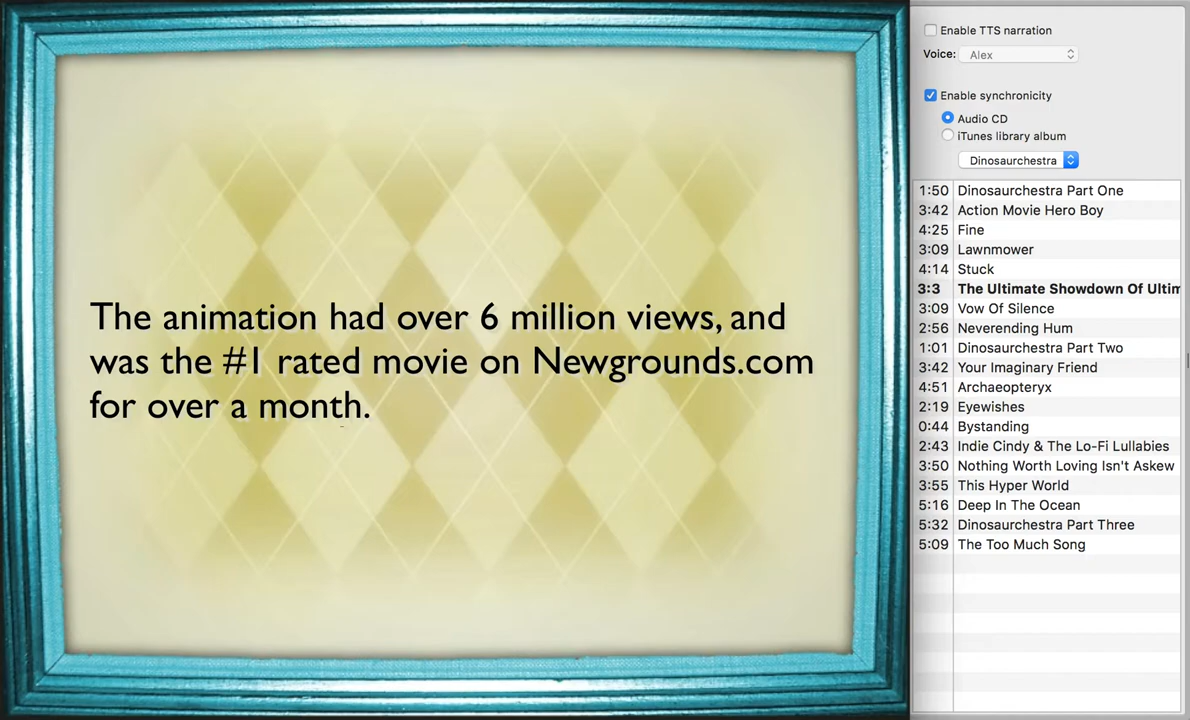 The animation had over 6 million views, and
was the #1 rated movie on Newgrounds.com
for over a month.
Enable TTS narration
Voice: Alex
Enable synchronicity
Audio CD
iTunes library album
Dinosaurchestra
1:50 Dinosaurchestra Part One
3:42 Action Movie Hero Boy
4:25 Fine
3:09 Lawnmower
4:14 Stuck
3:3 The Ultimate Showdown Of Ultim
3:09 Vow Of Silence
2:56 Neverending Hum
1:01 Dinosaurchestra Part Two
3:42 Your Imaginary Friend
4:51 Archaeopteryx
2:19 Eyewishes
0:44 Bystanding
2:43 Indie Cindy & The Lo-Fi Lullabies
3:50 Nothing Worth Loving Isn't Askew
3:55 This Hyper World
5:16 Deep In The Ocean
5:32 Dinosaurchestra Part Three
5:09 The Too Much Song